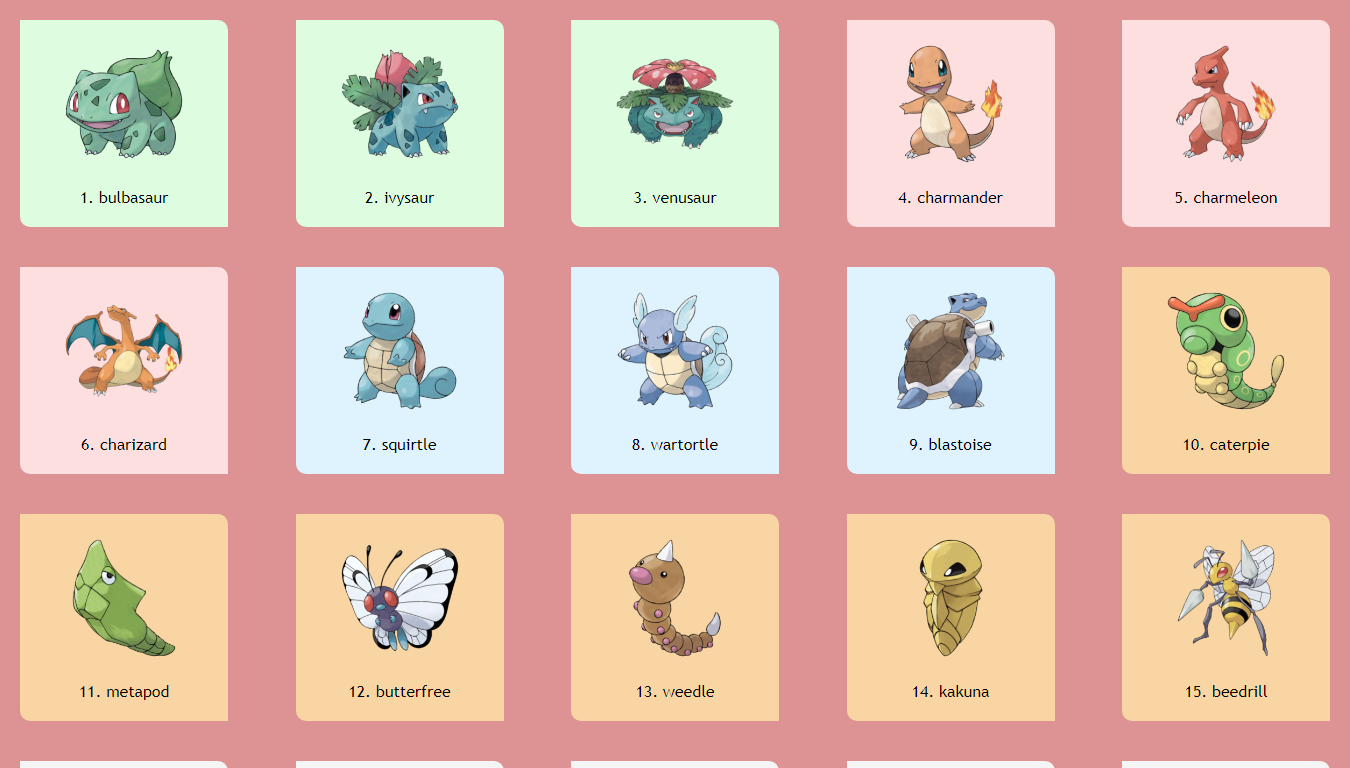 1. bulbasaur
2. ivysaur
3. venusaur
4. charmander
5. charmeleon
6. charizard
7. squirtle
8. wartortle
9. blastoise
10. caterpie
11. metapod
12. butterfree
13. weedle
14. kakuna
15. beedrill